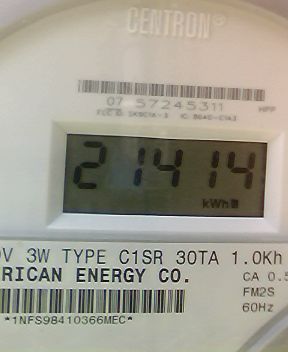 CENTRON®
07 57245311
HPP
21414
kWh
V 3W TYPE C1SR 30TA 1.0Kh
RICAN ENERGY CO.
CA 0.5
FM2S
60Hz
*1NFS98410366MEC*